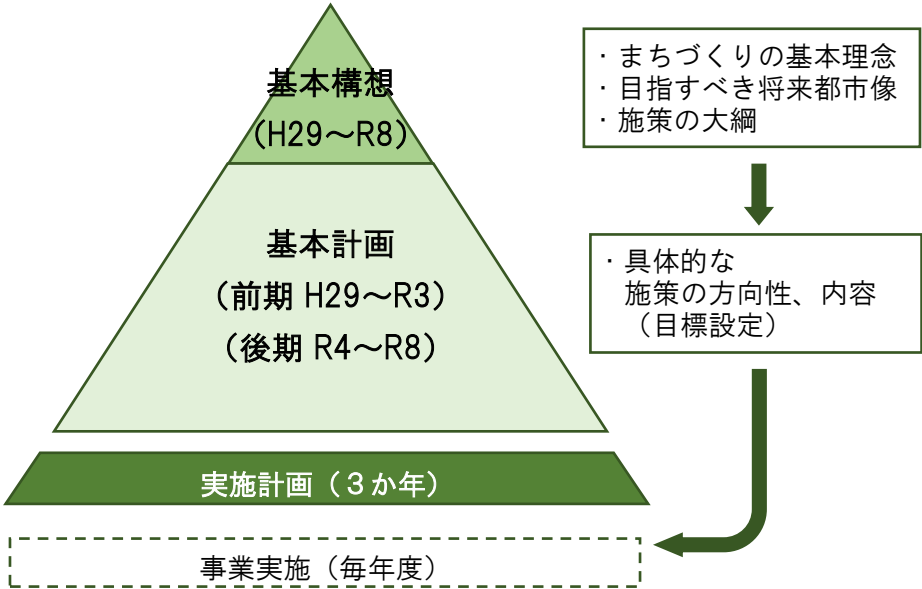 基本構想
(H29～R8)
・まちづくりの基本理念
・目指すべき将来都市像
・施策の大綱
基本計画
（前期 H29～R3）
（後期 R4～R8）
・具体的な
施策の方向性、内容
（目標設定）
実施計画（３か年）
事業実施（毎年度）